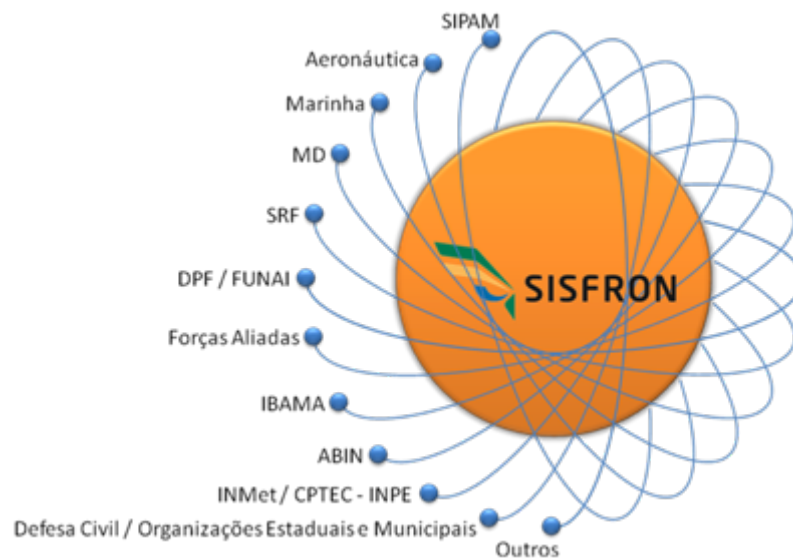 SIPAM
Aeronáutica
Marinha
MD
SRF
DPF / FUNAI
SISFRON
Forças Aliadas
IBAMA
ABIN
INMet / CPTEC - INPE
Defesa Civil / Organizações Estaduais e Municipais
Outros